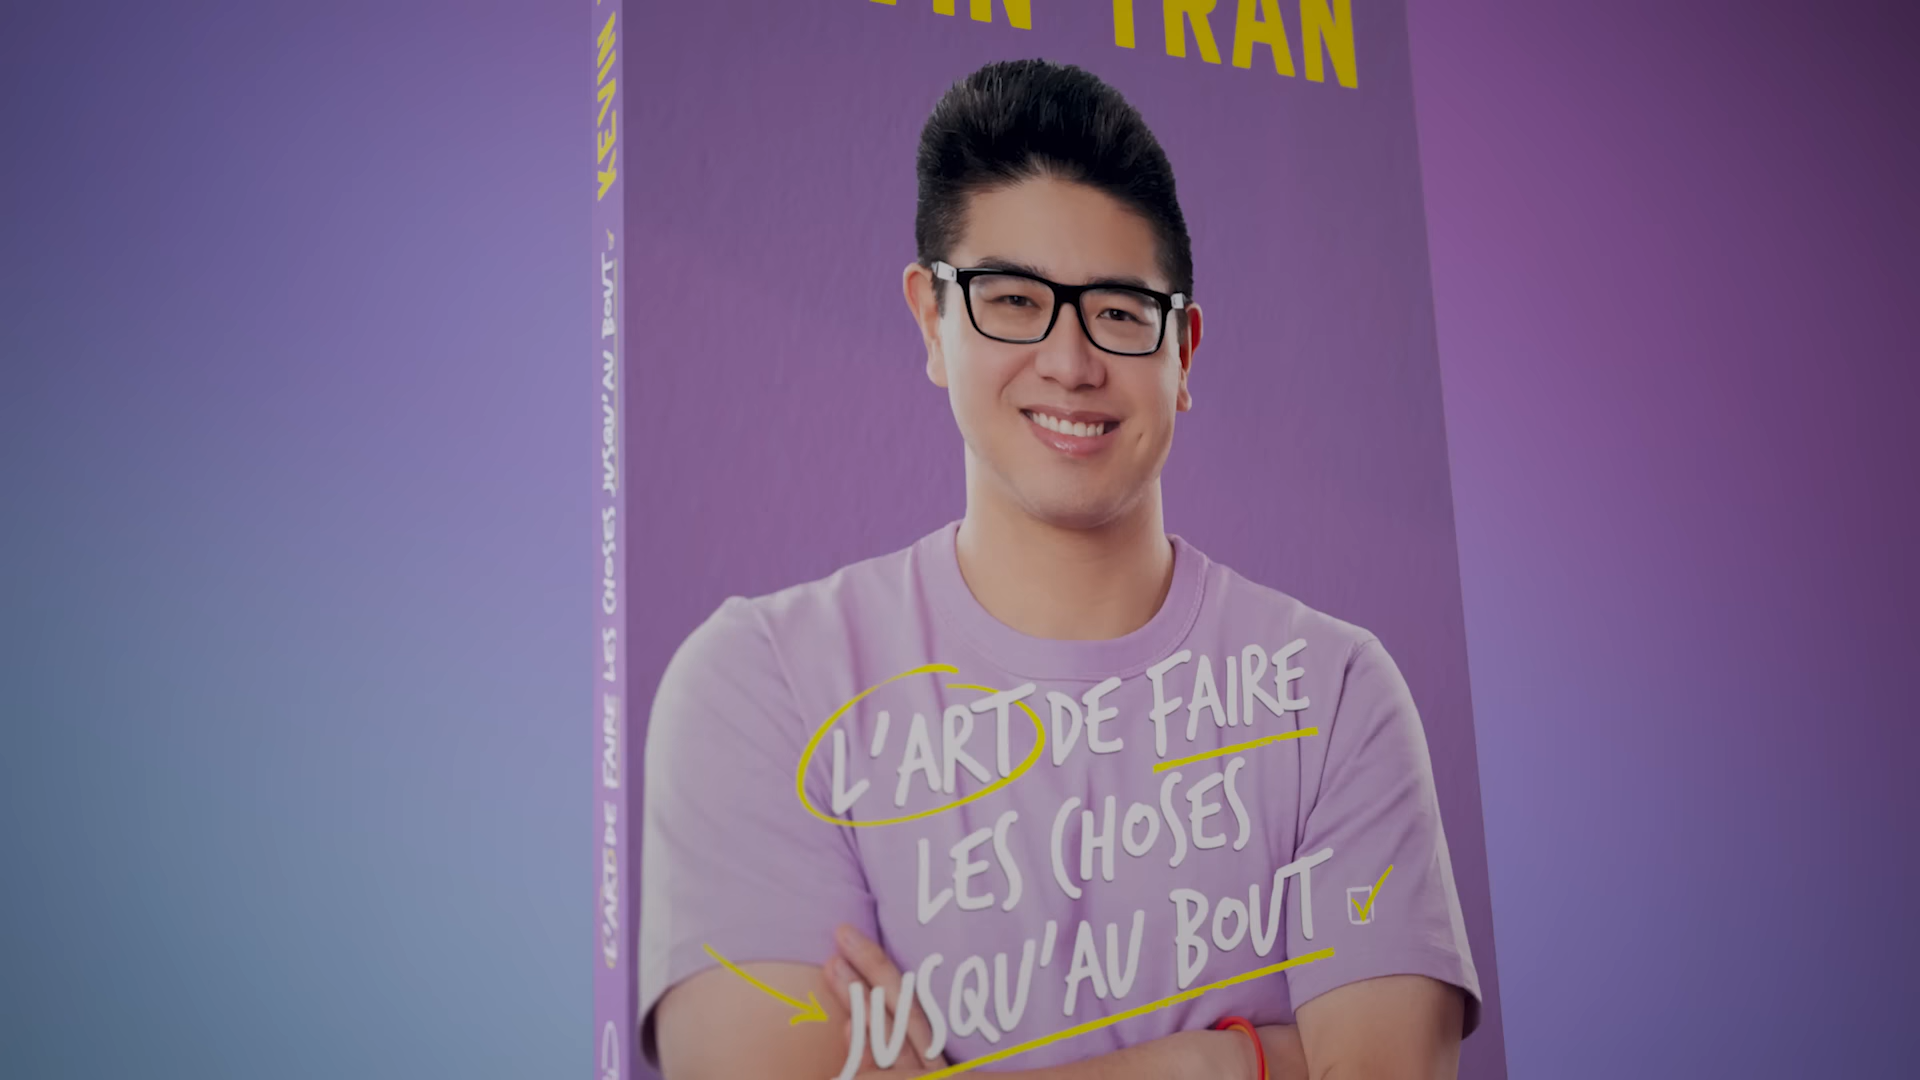 TRAN
L'ART DE FAIRE
LES CHOSES
JUSQU'AU BOUT
KEVIN
L'ART DE FAIRE LES CHOSES JUSQU'AU BOUT